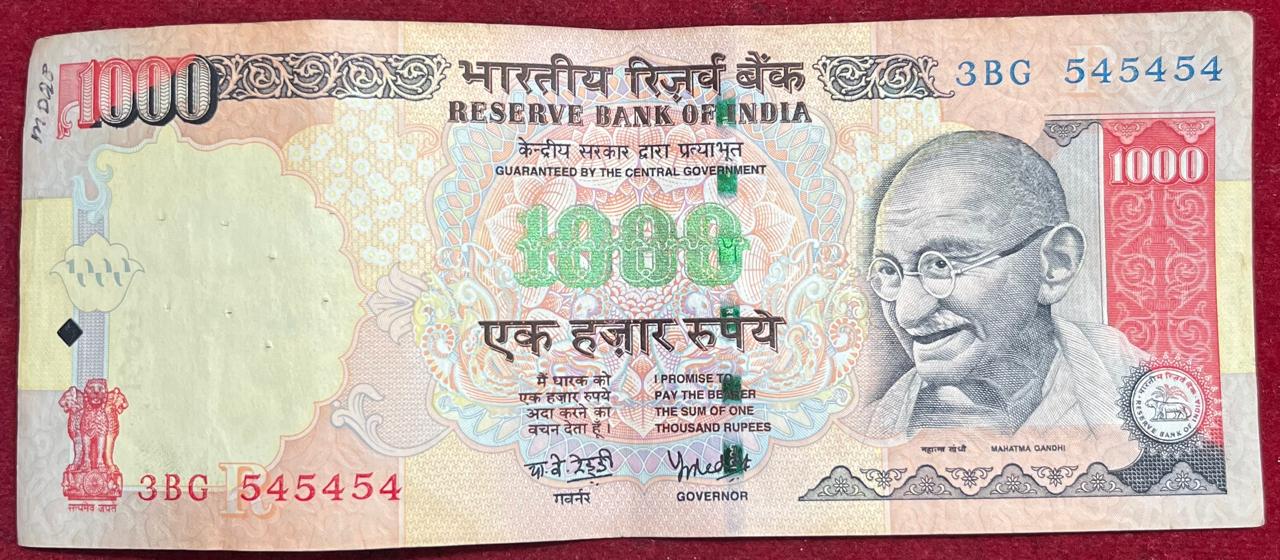 1000
भारतीय रिज़र्व बैंक
3BG 545454
RESERVE BANK OF INDIA
केन्द्रीय सरकार द्वारा प्रत्याभूत
GUARANTEED BY THE CENTRAL GOVERNMENT
1000
1000
एक हज़ार रुपये
मैं धारक को
एक हज़ार रुपये
अदा करने का
वचन देता हूँ ।
I PROMISE TO
PAY THE BEARER
THE SUM OF ONE
THOUSAND RUPEES
गवर्नर
GOVERNOR
महात्मा गांधी
MAHATMA GANDHI
भारतीय रिज़र्व बैंक
RESERVE BANK OF INDIA
सत्यमेव जयते
3BG 545454
R
R